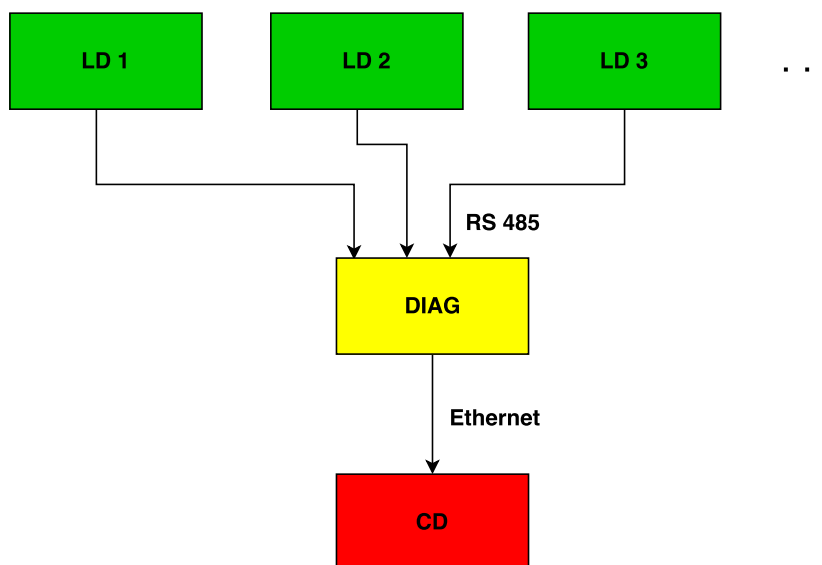 LD 1
LD 2
LD 3
. .
RS 485
DIAG
Ethernet
CD